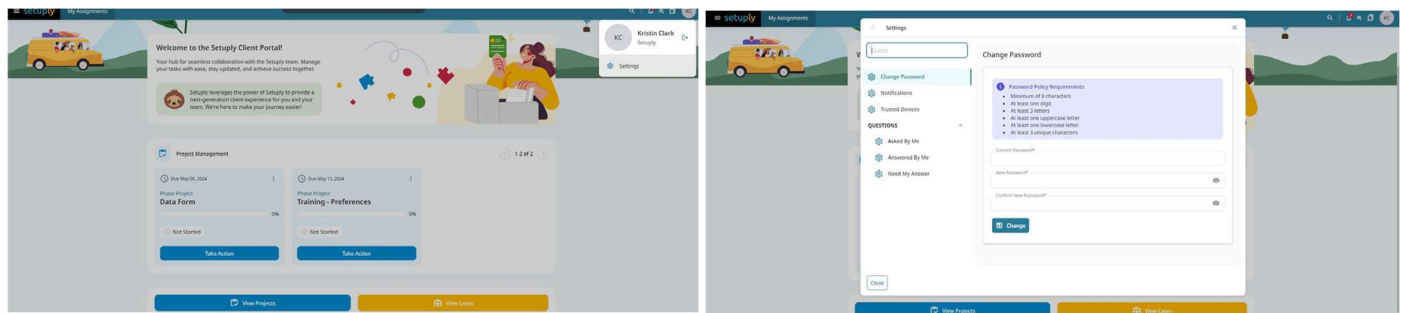 setuply My Assignments KC
KC Kristin Clark
Setuply
Settings
Welcome to the Setuply Client Portal!
Your hub for seamless collaboration with the Setuply team. Manage
your tasks with ease, stay updated, and achieve success together.
Setuply leverages the power of Setuply to provide a
next-generation client experience for you and your
team. We're here to make your journey easier!
Project Management 1-2 of 2
Due May 06, 2024
Phase Project
Data Form
0%
Not Started
Take Action
Due May 13, 2024
Phase Project
Training - Preferences
0%
Not Started
Take Action
View Projects View Cases
setuply My Assignments KC
Settings
Search
Change Password
Notifications
Trusted Devices
QUESTIONS
Asked By Me
Answered By Me
Need My Answer
Close
Change Password
Password Policy Requirements
Minimum of 8 characters
At least one digit
At least 3 letters
At least one uppercase letter
At least one lowercase letter
At least 3 unique characters
Current Password*
New Password*
Confirm New Password*
Change
View Projects View Cases